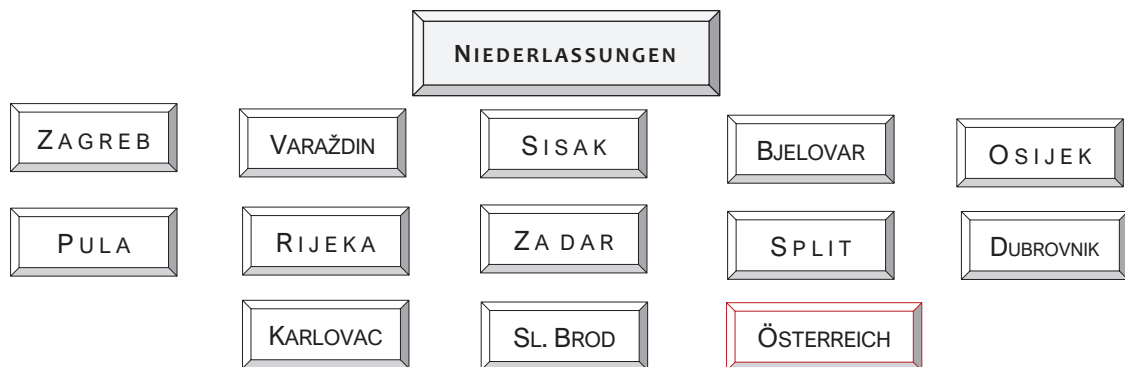 NIEDERLASSUNGEN
ZAGREB
VARAŽDIN
SISAK
BJELOVAR
OSIJEK
PULA
RIJEKA
ZADAR
SPLIT
DUBROVNIK
KARLOVAC
SL. BROD
ÖSTERREICH